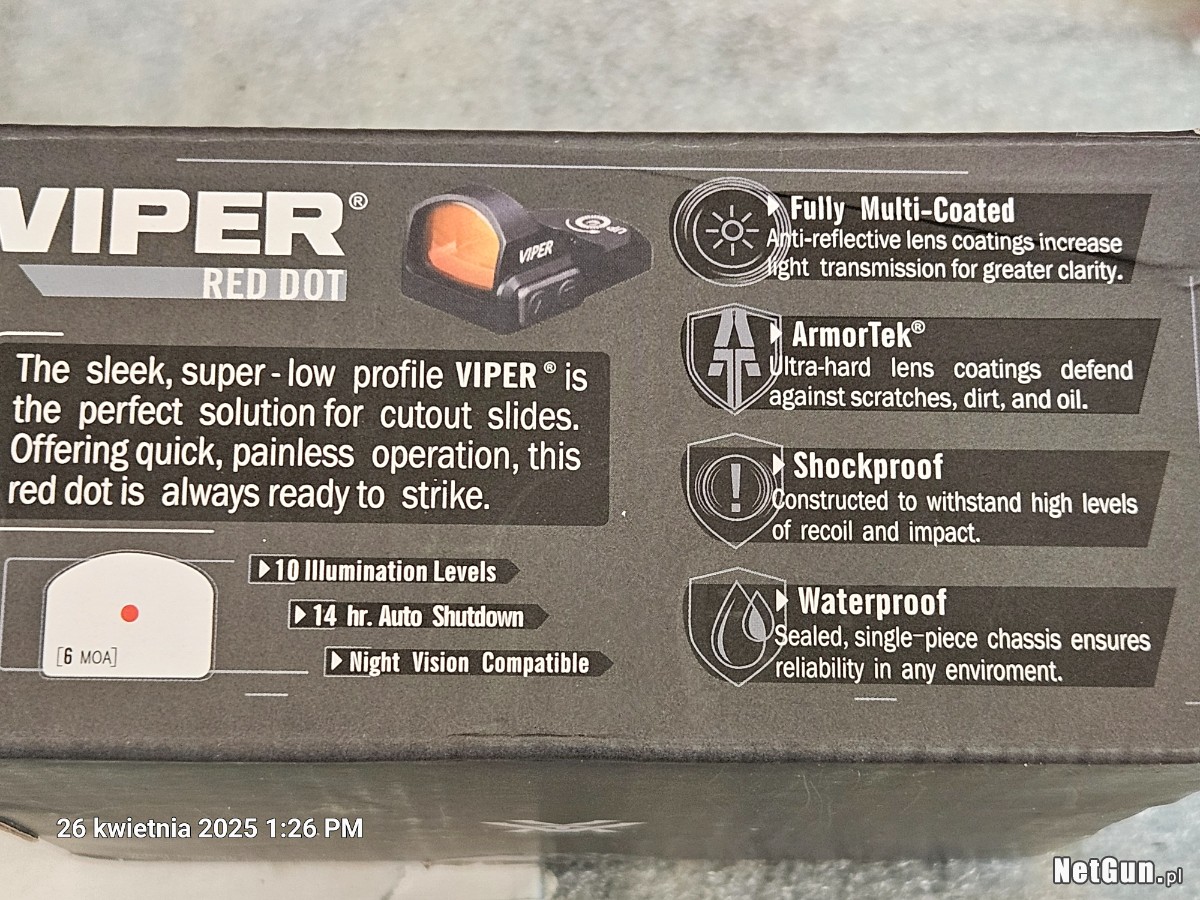 VIPER®
RED DOT
VIPER
UP
The sleek, super-low profile VIPER® is
the perfect solution for cutout slides.
Offering quick, painless operation, this
red dot is always ready to strike.
[6 MOA]
10 Illumination Levels
14 hr. Auto Shutdown
Night Vision Compatible
Fully Multi-Coated
Anti-reflective lens coatings increase
light transmission for greater clarity.
ArmorTek®
Ultra-hard lens coatings defend
against scratches, dirt, and oil.
Shockproof
Constructed to withstand high levels
of recoil and impact.
Waterproof
Sealed, single-piece chassis ensures
reliability in any enviroment.
26 kwietnia 2025 1:26 PM
NetGun.pl